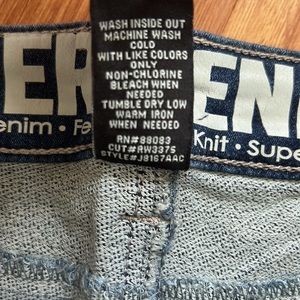 WASH INSIDE OUT
MACHINE WASH
COLD
WITH LIKE COLORS
ONLY
NON-CHLORINE
BLEACH WHEN
NEEDED
TUMBLE DRY LOW
WARM IRON
WHEN NEEDED
RN#88083
CUT#RW3375
STYLE#J8167AAC
ER
enim • Fe
EN
Knit • Supe